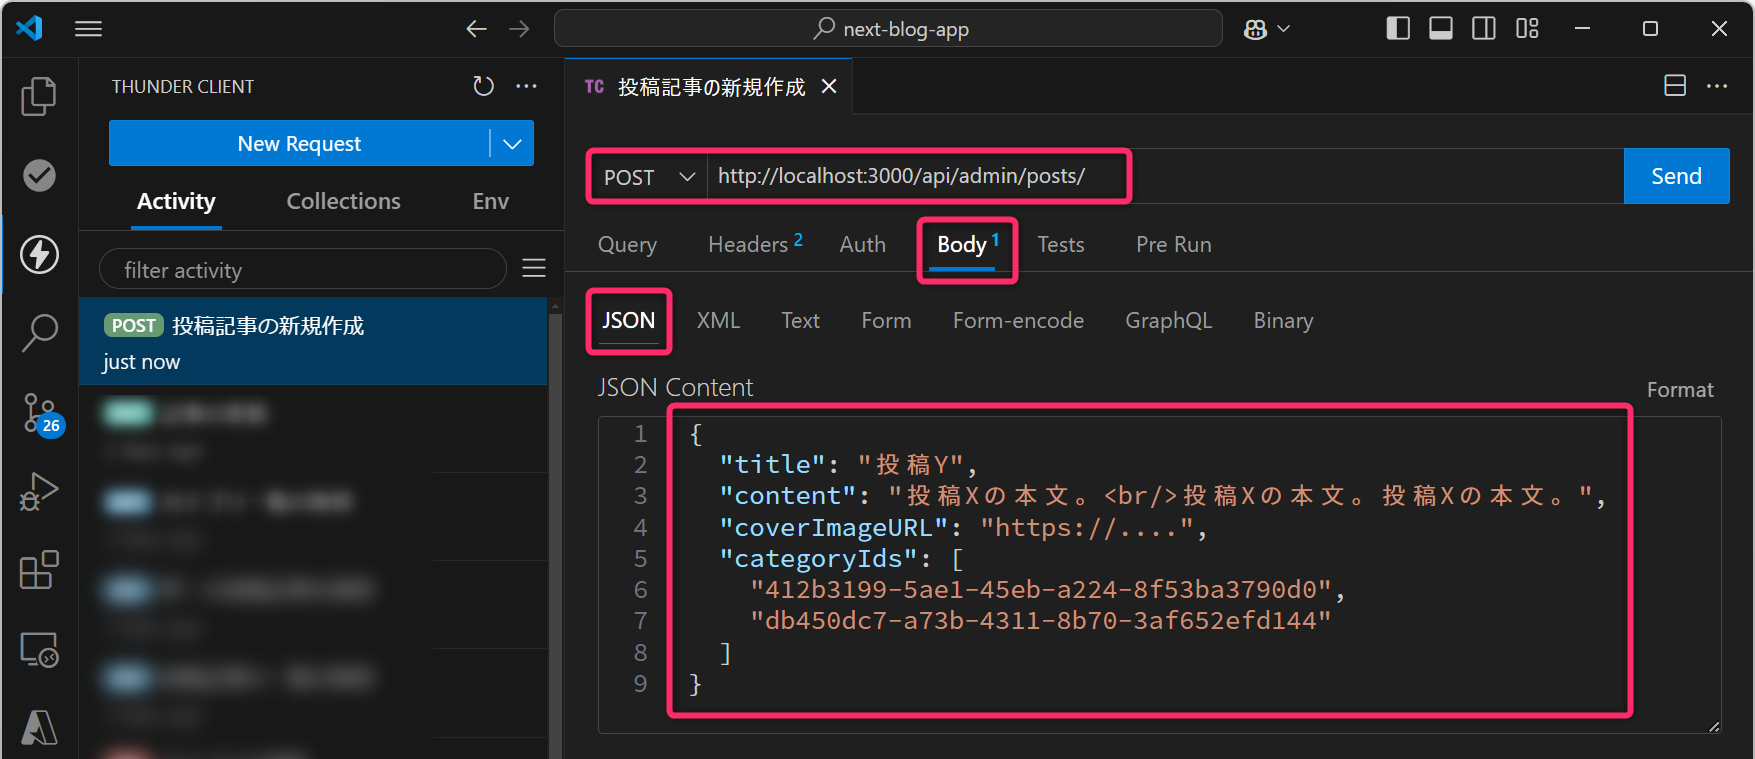 next-blog-app
THUNDER CLIENT
New Request
Activity Collections Env
filter activity
POST 投稿記事の新規作成
just now
26
TC 投稿記事の新規作成
POST http://localhost:3000/api/admin/posts/ Send
Query Headers 2 Auth Body 1 Tests Pre Run
JSON XML Text Form Form-encode GraphQL Binary
JSON Content Format
1 {
2 "title": "投稿Y",
3 "content": "投稿Xの本文。<br/>投稿Xの本文。投稿Xの本文。",
4 "coverImageURL": "https://....",
5 "categoryIds": [
6 "412b3199-5ae1-45eb-a224-8f53ba3790d0",
7 "db450dc7-a73b-4311-8b70-3af652efd144"
8 ]
9 }